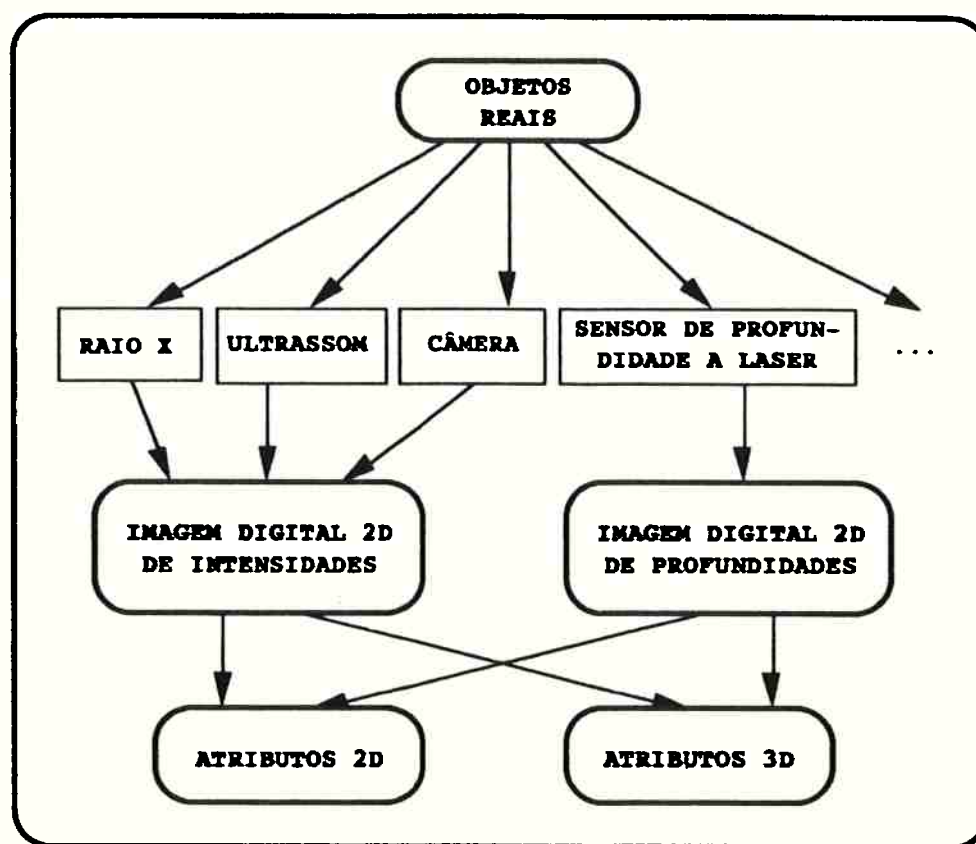 OBJETOS
REAIS
RAIO X
ULTRASSOM
CÂMERA
SENSOR DE PROFUN-
DIDADE A LASER
...
IMAGEM DIGITAL 2D
DE INTENSIDADES
IMAGEM DIGITAL 2D
DE PROFUNDIDADES
ATRIBUTOS 2D
ATRIBUTOS 3D